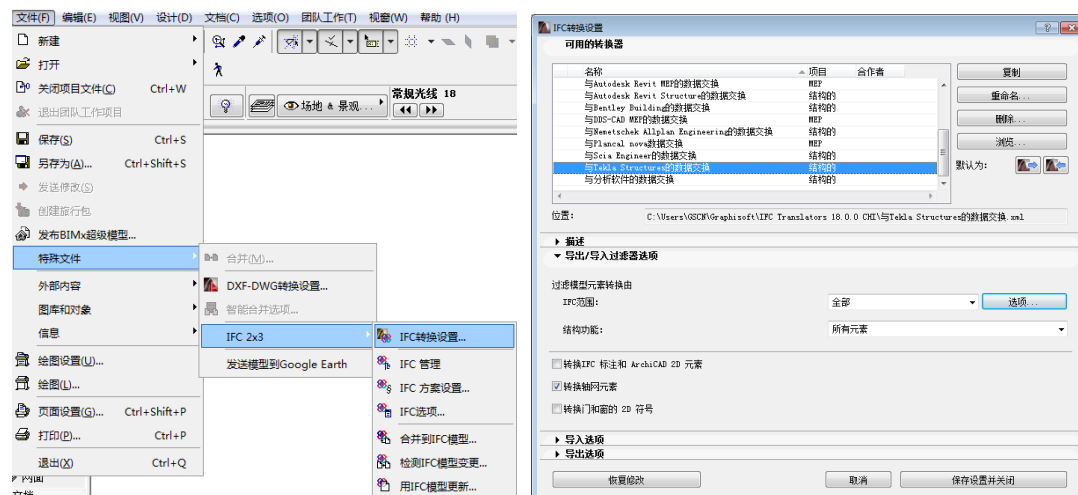 文件(F) 编辑(E) 视图(V) 设计(D) 文档(C) 选项(O) 团队工作(T) 视窗(W) 帮助 (H)
新建
打开
关闭项目文件(C) Ctrl+W
退出团队工作项目
保存(S) Ctrl+S
另存为(A)... Ctrl+Shift+S
发送修改(S)
创建旅行包
发布BIMx超级模型...
特殊文件
外部内容
图库和对象
信息
绘图设置(U)...
绘图(L)...
页面设置(G)... Ctrl+Shift+P
打印(P)... Ctrl+P
退出(X) Ctrl+Q
场地 & 景观...
常规光线 18
合并(M)...
DXF-DWG转换设置...
智能合并选项...
IFC 2x3
发送模型到Google Earth
IFC转换设置...
IFC 管理
IFC 方案设置...
IFC选项...
合并到IFC模型...
检测IFC模型变更...
用IFC模型更新...
IFC转换设置
可用的转换器
名称 项目 合作者
与Autodesk Revit MEP的数据交换 MEP
与Autodesk Revit Structure的数据交换 结构的
与Bentley Building的数据交换 结构的
与DDS-CAD MEP的数据交换 MEP
与Nemetschek Allplan Engineering的数据交换 结构的
与Plancal nova数据交换 MEP
与Scia Engineer的数据交换 结构的
与Tekla Structures的数据交换 结构的
与分析软件的数据交换 结构的
复制
重命名...
删除...
浏览...
默认为:
位置: C:\Users\GSCN\Graphisoft\IFC Translators 18.0.0 CHI\与Tekla Structures的数据交换.xml
描述
导出/导入过滤器选项
过滤模型元素转换由
IFC范围: 全部 选项...
结构功能: 所有元素
转换IFC 标注和 ArchiCAD 2D 元素
转换轴网元素
转换门和窗的 2D 符号
导入选项
导出选项
恢复修改 取消 保存设置并关闭